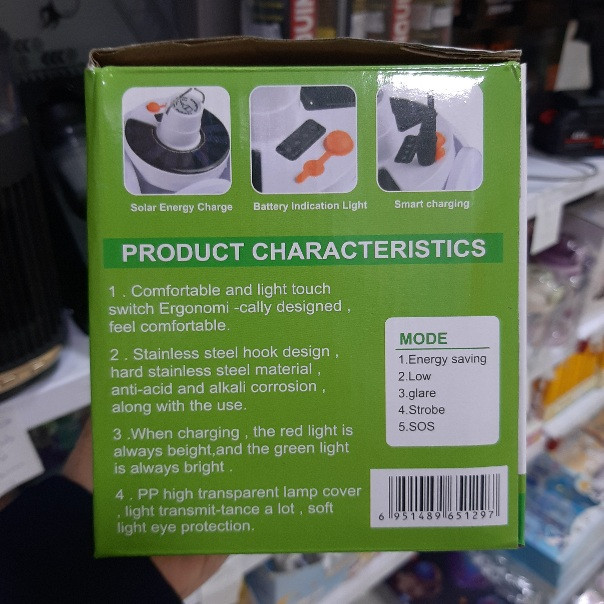 Solar Energy Charge
Battery Indication Light
Smart charging
PRODUCT CHARACTERISTICS
1 . Comfortable and light touch
switch Ergonomi -cally designed ,
feel comfortable.
2 . Stainless steel hook design ,
hard stainless steel material ,
anti-acid and alkali corrosion ,
along with the use.
3 .When charging , the red light is
always beight,and the green light
is always bright .
4 . PP high transparent lamp cover
, light transmit-tance a lot , soft
light eye protection.
MODE
1.Energy saving
2.Low
3.glare
4.Strobe
5.SOS
6 951489 651297